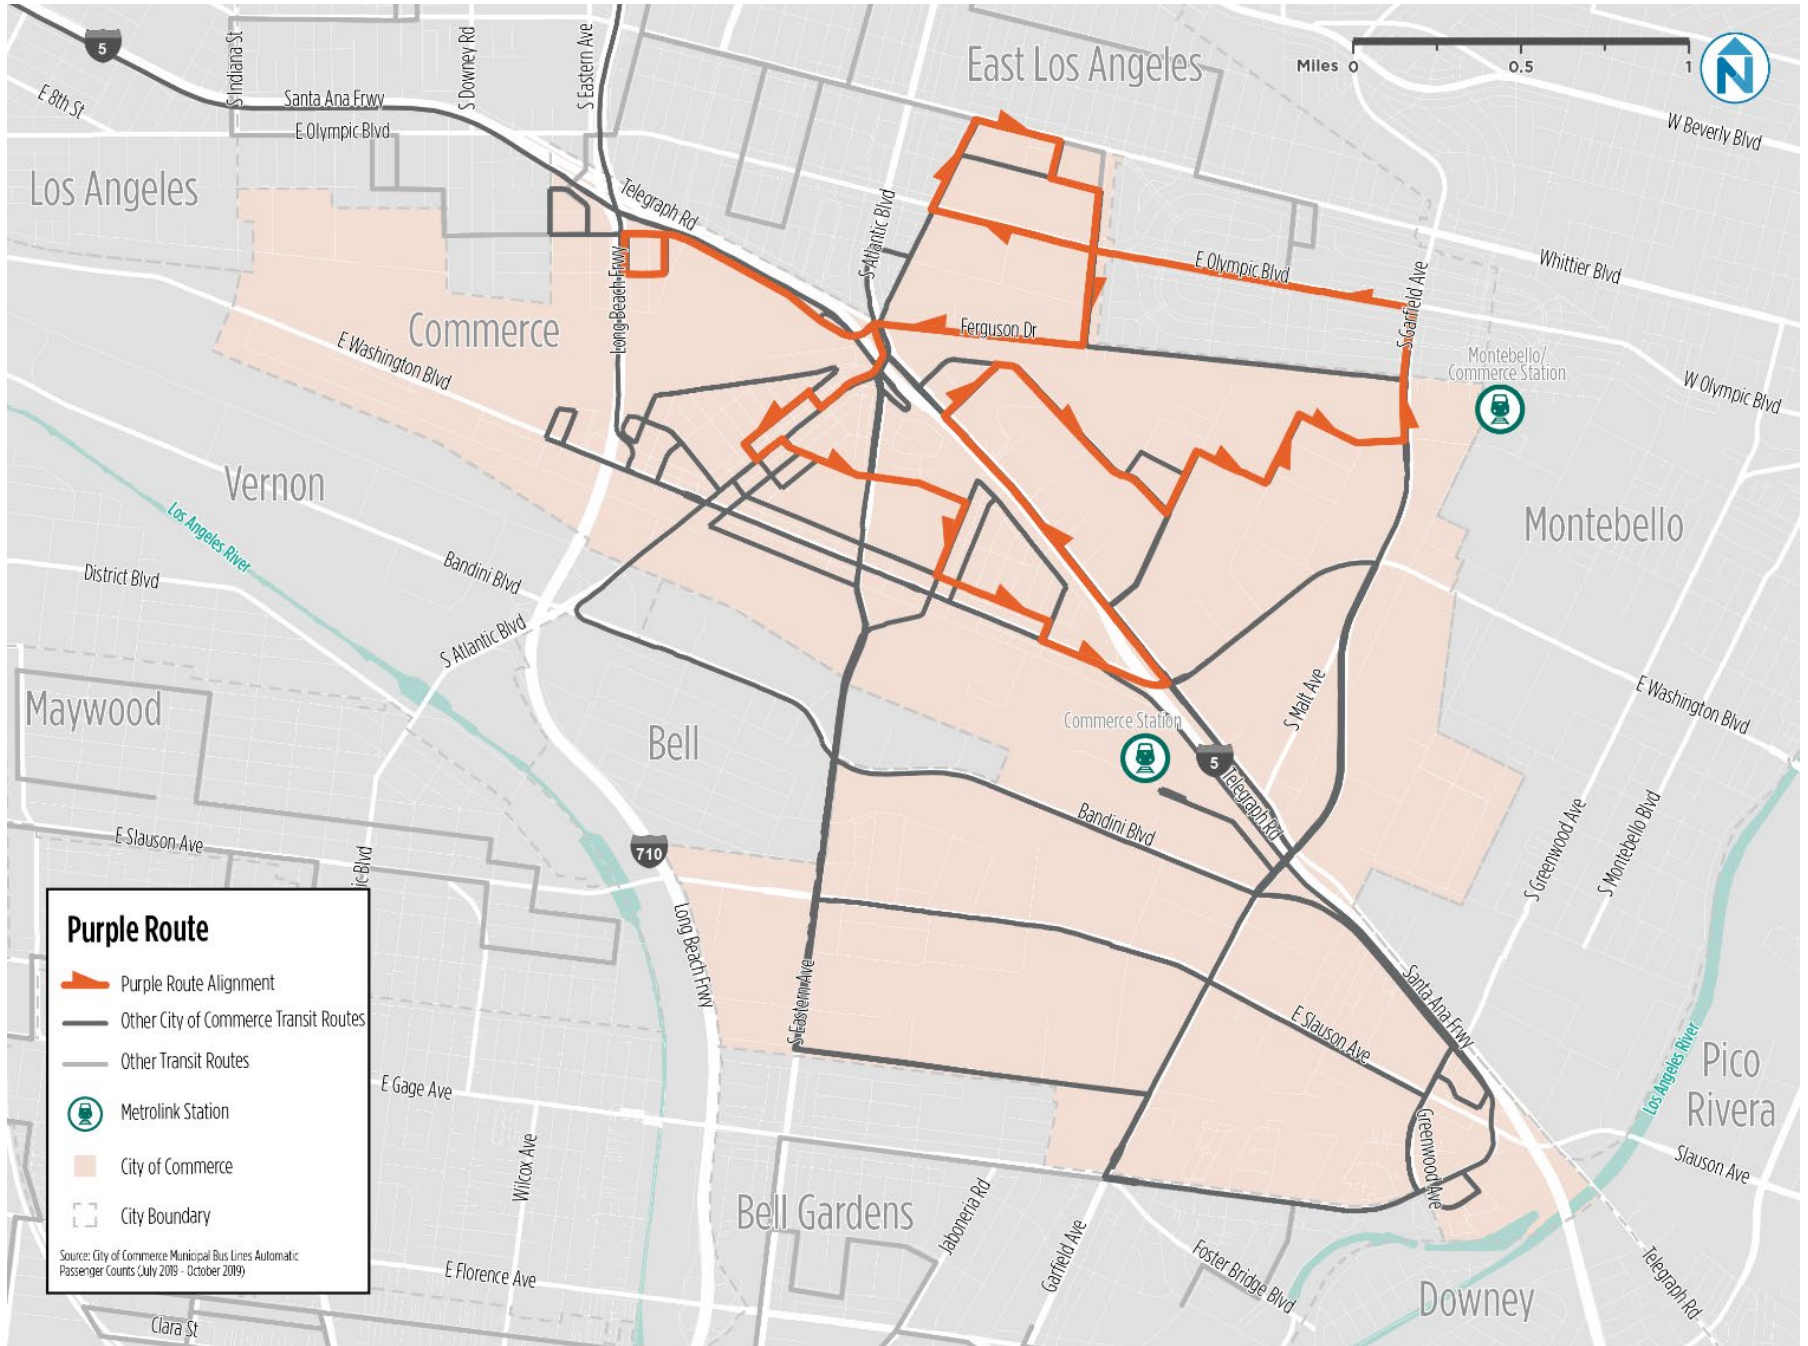 East Los Angeles
Miles 0 0.5 1
N
5
S Indiana St
S Downey Rd
S Eastern Ave
E 8th St
Santa Ana Frwy
E Olympic Blvd
W Beverly Blvd
Los Angeles
Telegraph Rd
S Atlantic Blvd
E Olympic Blvd
Whittier Blvd
Long Beach Frwy
S Garfield Ave
Commerce
E Washington Blvd
Ferguson Dr
Montebello/
Commerce Station
W Olympic Blvd
Vernon
Los Angeles River
Montebello
District Blvd
Bandini Blvd
S Atlantic Blvd
Maywood
Bell
Commerce Station
S Malt Ave
E Washington Blvd
5
Telegraph Rd
Bandini Blvd
S Greenwood Ave
S Montebello Blvd
E Slauson Ave
710
ic Blvd
Long Beach Frwy
S Eastern Ave
Santa Ana Frwy
E Slauson Ave
Los Angeles River
Pico
Rivera
Purple Route
Purple Route Alignment
Other City of Commerce Transit Routes
Other Transit Routes
Metrolink Station
City of Commerce
City Boundary
Source: City of Commerce Municipal Bus Lines Automatic
Passenger Counts (July 2019 - October 2019)
E Gage Ave
Wilcox Ave
Greenwood Ave
Slauson Ave
Bell Gardens
Jaboneria Rd
Garfield Ave
Foster Bridge Blvd
Telegraph Rd
E Florence Ave
Downey
Clara St